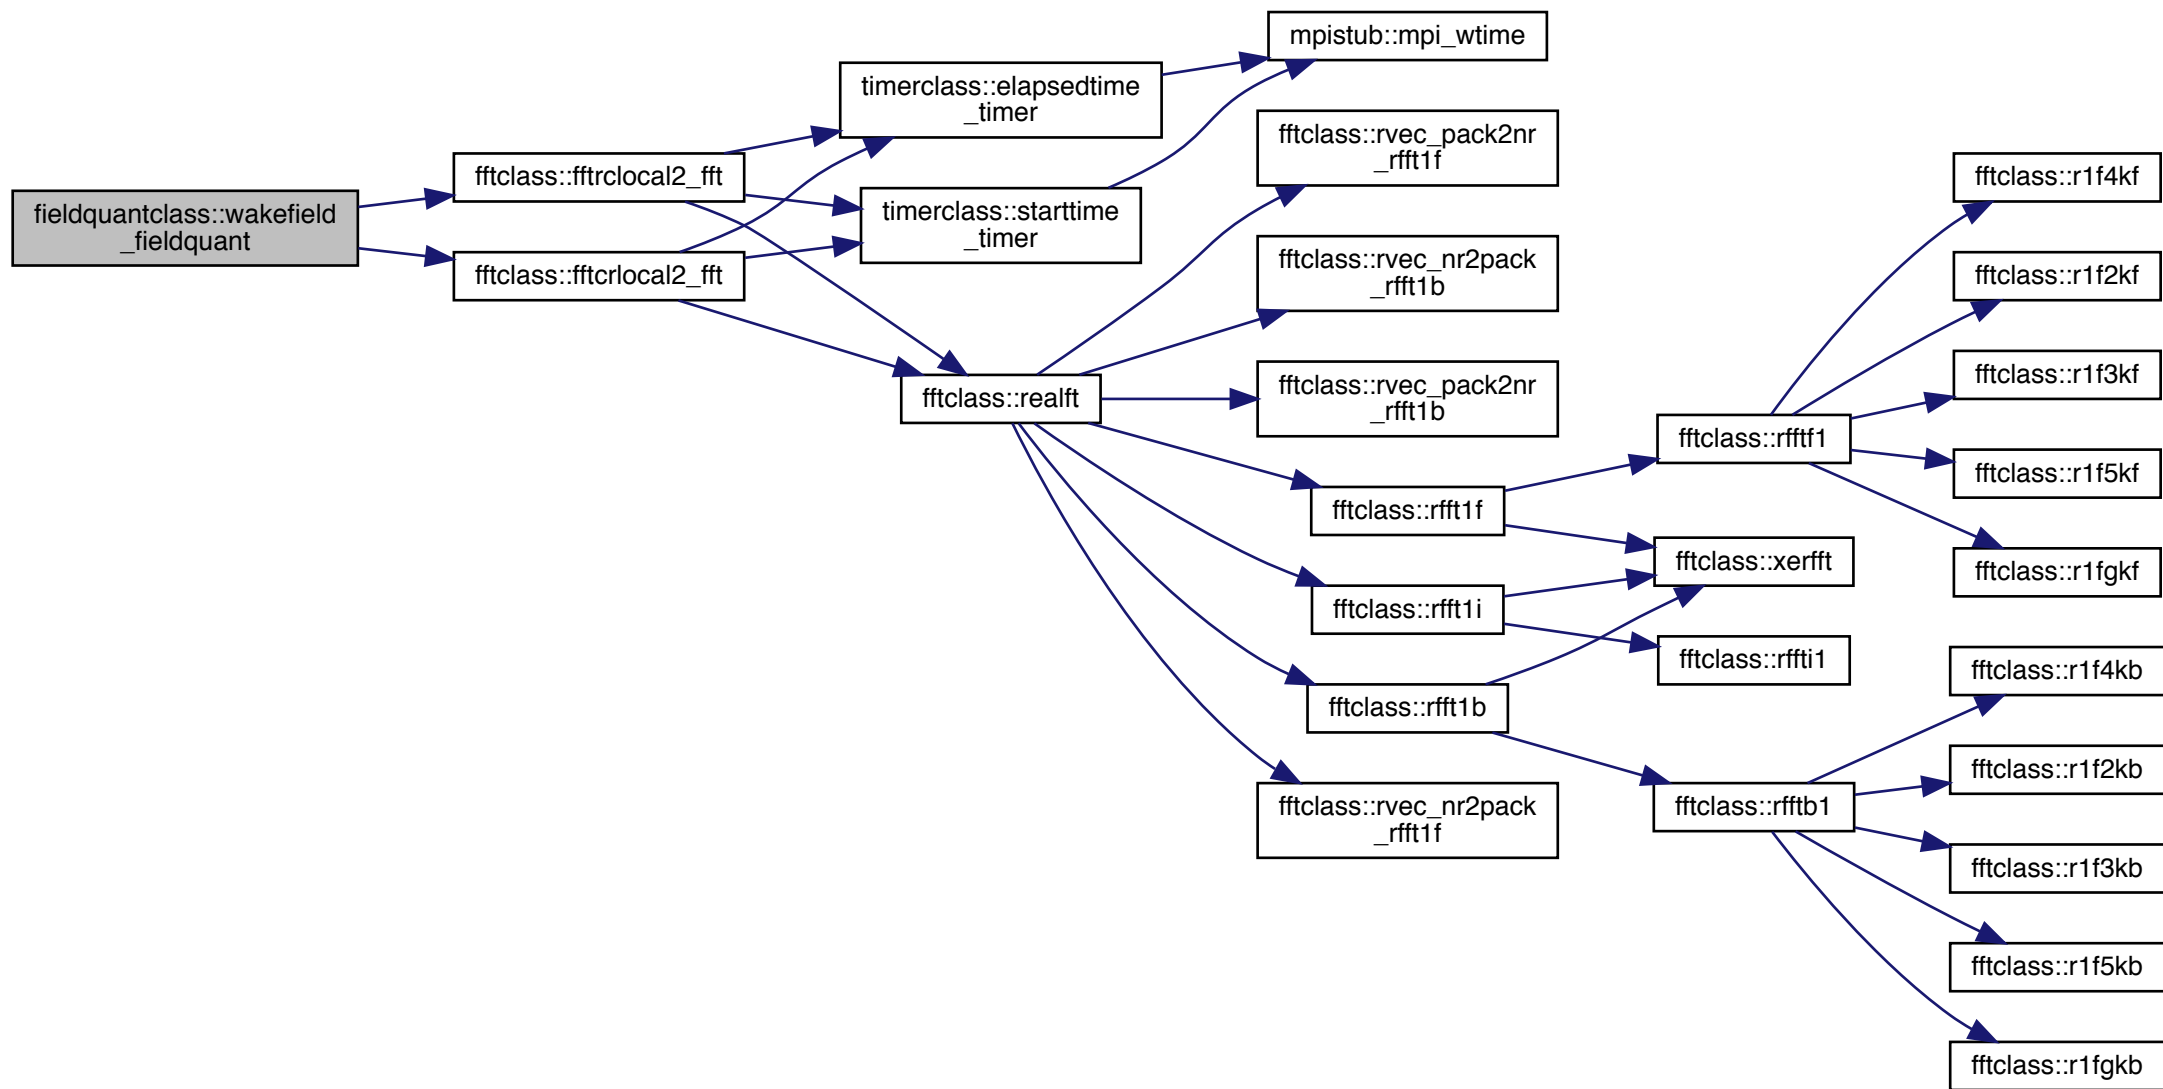 fieldquantclass::wakefield
_fieldquant
fftclass::fftrclocal2_fft
fftclass::fftcrlocal2_fft
timerclass::elapsedtime
_timer
timerclass::starttime
_timer
fftclass::realft
mpistub::mpi_wtime
fftclass::rvec_pack2nr
_rfft1f
fftclass::rvec_nr2pack
_rfft1b
fftclass::rvec_pack2nr
_rfft1b
fftclass::rfft1f
fftclass::rfft1i
fftclass::rfft1b
fftclass::rvec_nr2pack
_rfft1f
fftclass::rfftf1
fftclass::xerfft
fftclass::rffti1
fftclass::rfftb1
fftclass::r1f4kf
fftclass::r1f2kf
fftclass::r1f3kf
fftclass::r1f5kf
fftclass::r1fgkf
fftclass::r1f4kb
fftclass::r1f2kb
fftclass::r1f3kb
fftclass::r1f5kb
fftclass::r1fgkb